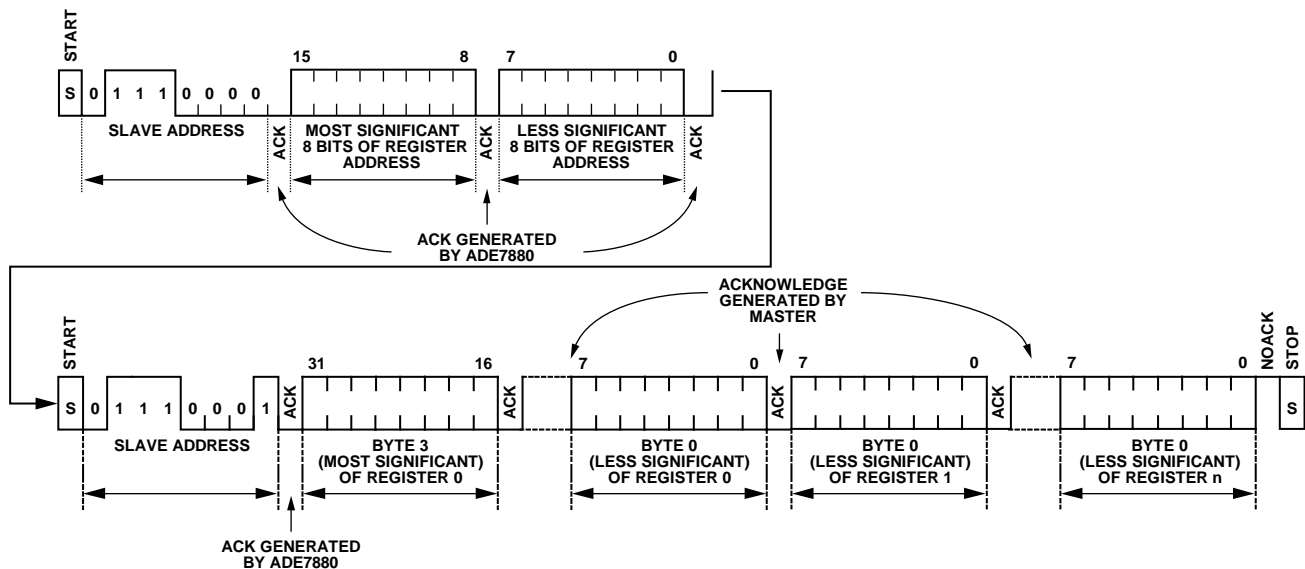 START
15 8 7 0
S 0 1 1 1 0 0 0 0
SLAVE ADDRESS
ACK
MOST SIGNIFICANT
8 BITS OF REGISTER
ADDRESS
ACK
LESS SIGNIFICANT
8 BITS OF REGISTER
ADDRESS
ACK
ACK GENERATED
BY ADE7880
ACKNOWLEDGE
GENERATED BY
MASTER
START
31 16 7 0 7 0 7 0
NOACK
STOP
S 0 1 1 1 0 0 0 1
ACK
ACK
ACK
ACK
S
SLAVE ADDRESS
BYTE 3
(MOST SIGNIFICANT)
OF REGISTER 0
BYTE 0
(LESS SIGNIFICANT)
OF REGISTER 0
BYTE 0
(LESS SIGNIFICANT)
OF REGISTER 1
BYTE 0
(LESS SIGNIFICANT)
OF REGISTER n
ACK GENERATED
BY ADE7880